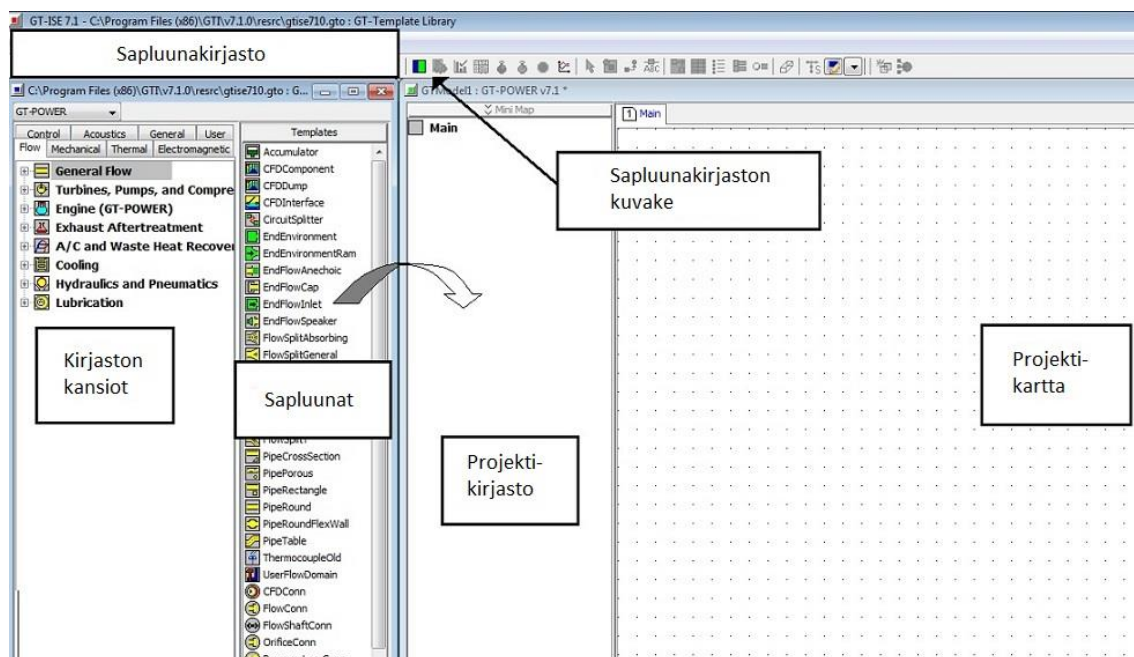 GT-ISE 7.1 - C:\Program Files (x86)\GTI\v7.1.0\resrc\gtise710.gto : GT-Template Library
Sapluunakirjasto
C:\Program Files (x86)\GTI\v7.1.0\resrc\gtise710.gto : G...
GTModel1 : GT-POWER v7.1 *
GT-POWER
Mini Map
1 Main
Control Acoustics General User
Flow Mechanical Thermal Electromagnetic
General Flow
Turbines, Pumps, and Compre
Engine (GT-POWER)
Exhaust Aftertreatment
A/C and Waste Heat Recover
Cooling
Hydraulics and Pneumatics
Lubrication
Kirjaston
kansiot
Templates
Accumulator
CFDComponent
CFDDump
CFDInterface
CircuitSplitter
EndEnvironment
EndEnvironmentRam
EndFlowAnechoic
EndFlowCap
EndFlowInlet
EndFlowSpeaker
FlowSplitAbsorbing
FlowSplitGeneral
Sapluunat
PipeCrossSection
PipePorous
PipeRectangle
PipeRound
PipeRoundFlexWall
PipeTable
ThermocoupleOld
UserFlowDomain
CFDConn
FlowConn
FlowShaftConn
OrificeConn
Main
Sapluunakirjaston
kuvake
Projekti-
kirjasto
Projekti-
kartta